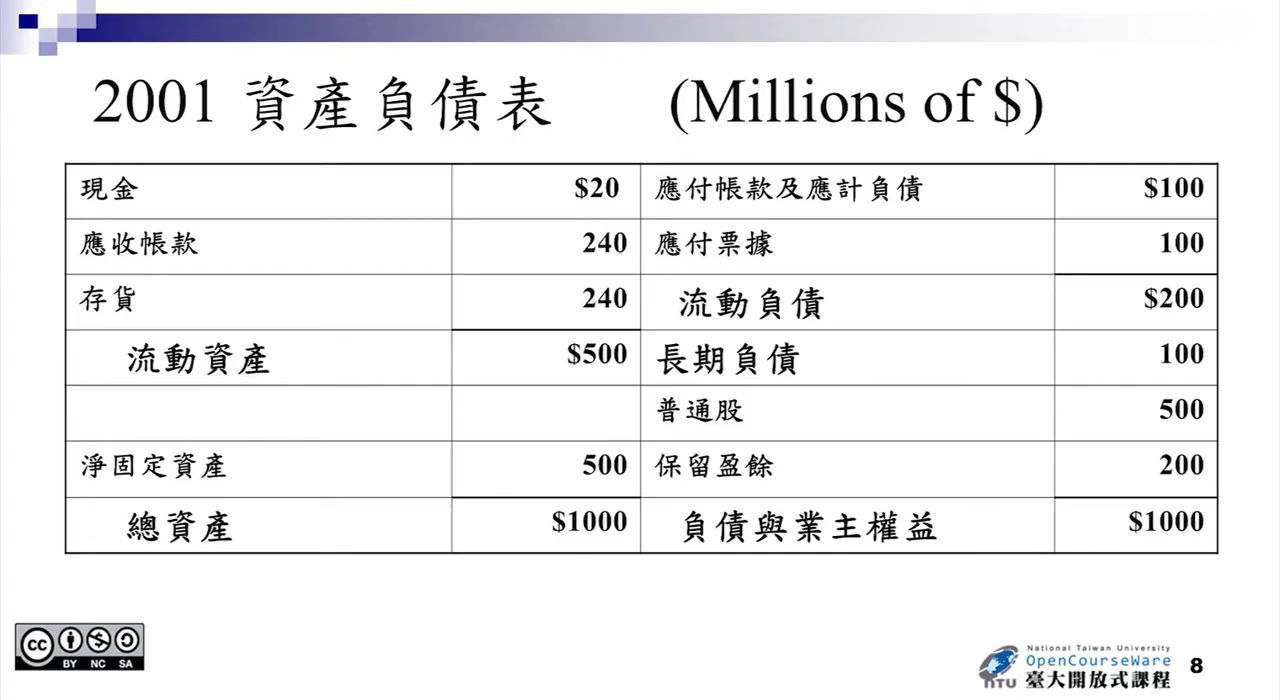 2001 資產負債表 (Millions of $)
現金 $20 應付帳款及應計負債 $100
應收帳款 240 應付票據 100
存貨 240 流動負債 $200
流動資產 $500 長期負債 100
普通股 500
淨固定資產 500 保留盈餘 200
總資產 $1000 負債與業主權益 $1000
cc BY NC SA
National Taiwan University
OpenCourseWare
NTU 臺大開放式課程
8